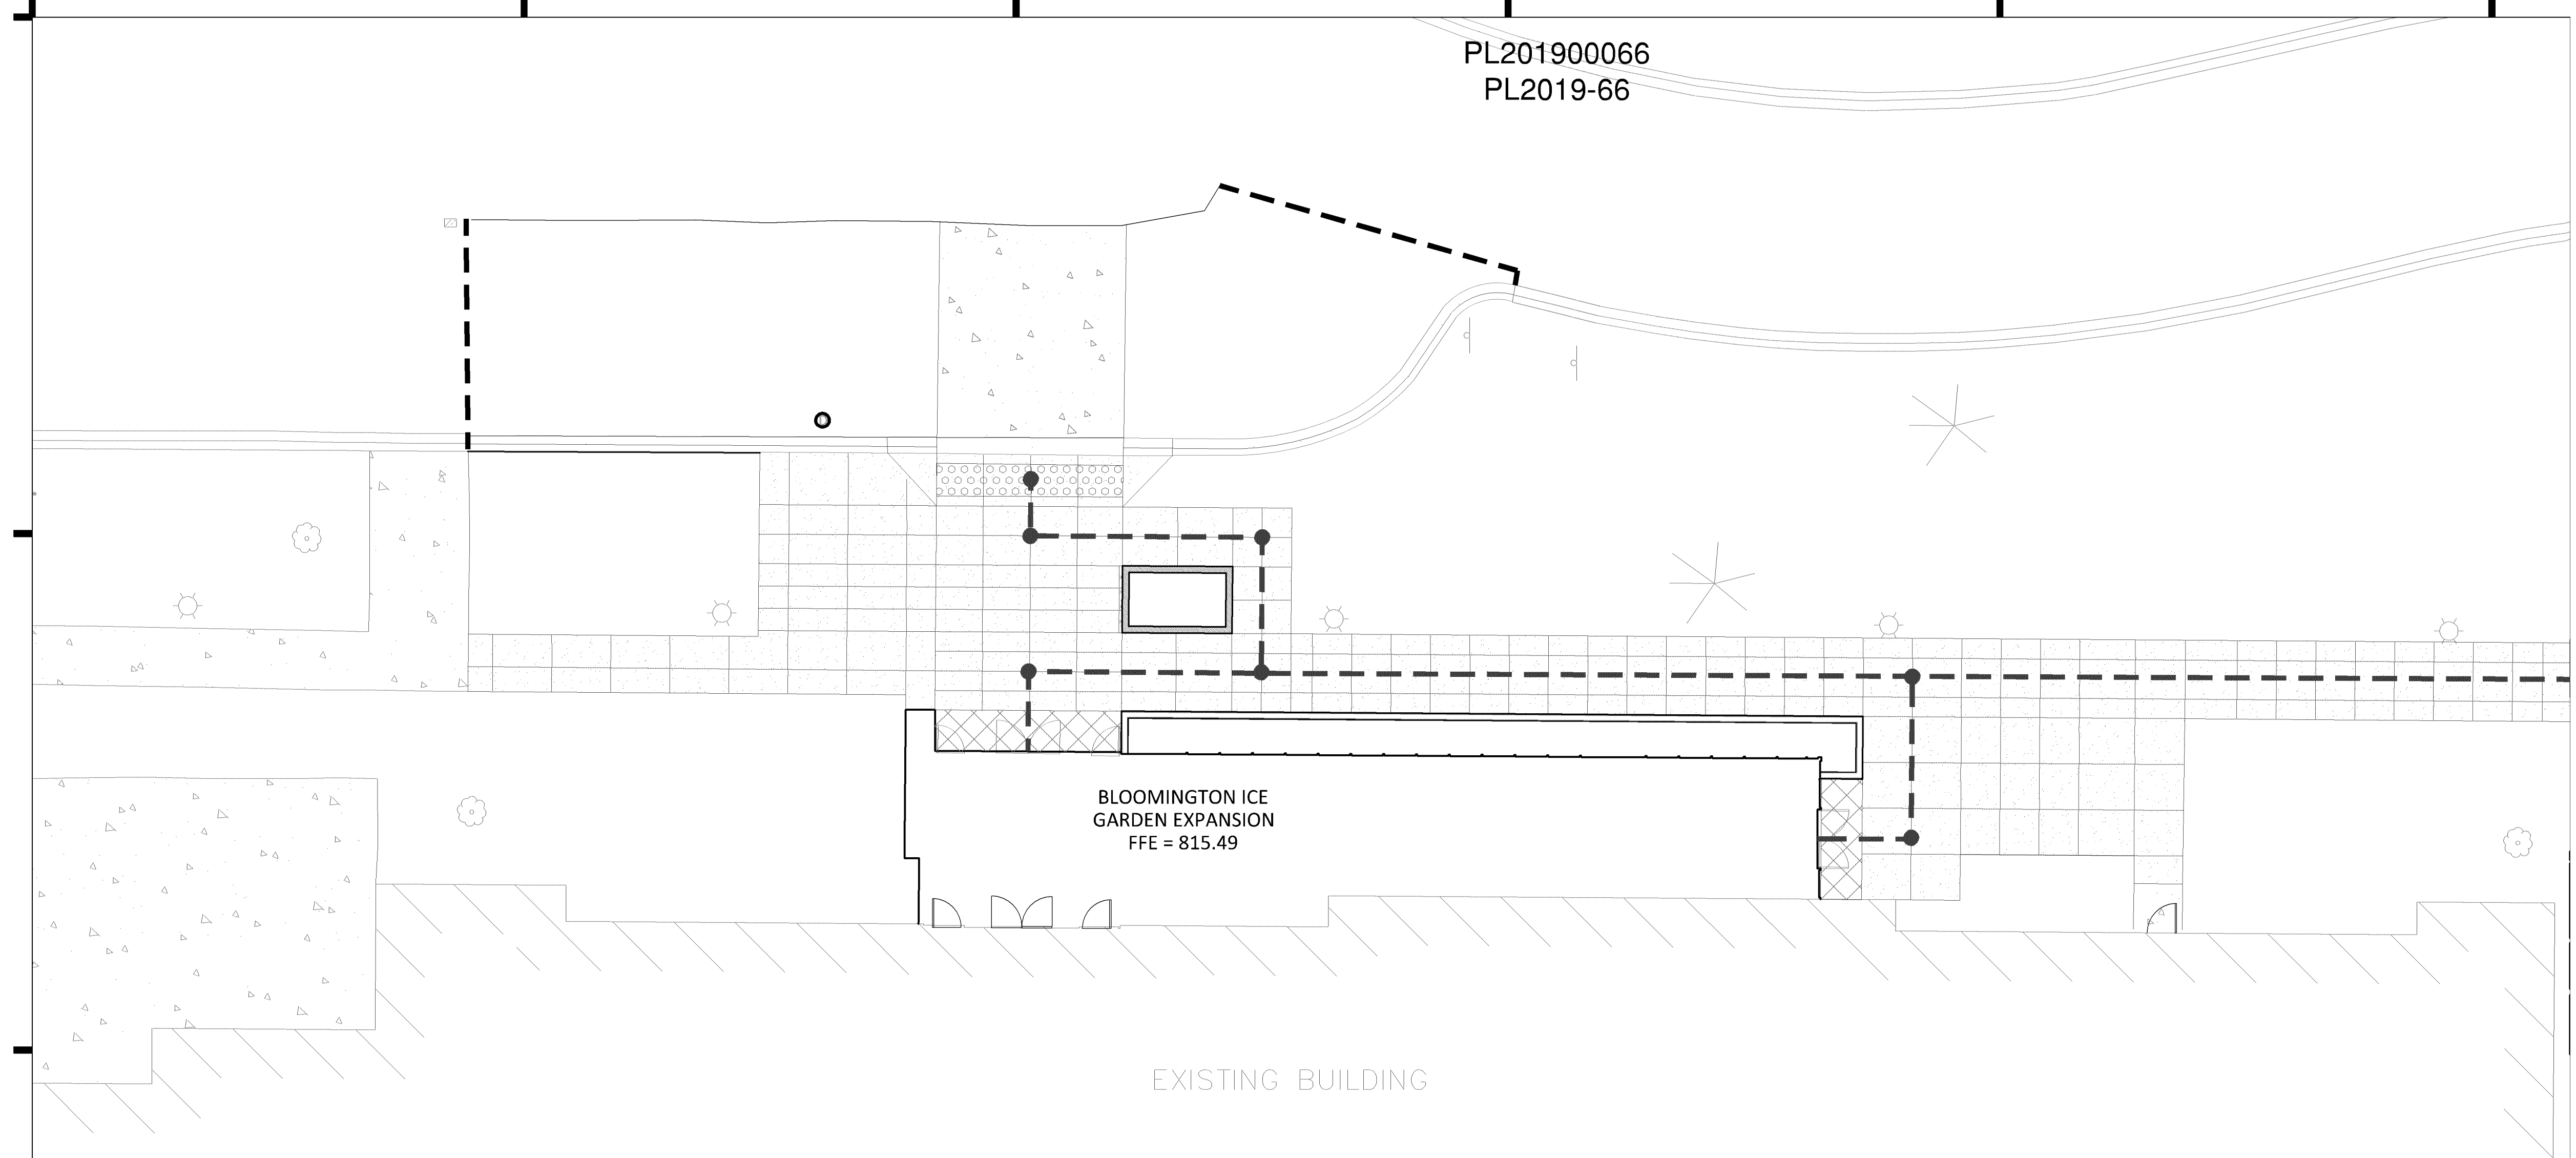 PL201900066
PL2019-66
BLOOMINGTON ICE
GARDEN EXPANSION
FFE = 815.49
EXISTING BUILDING